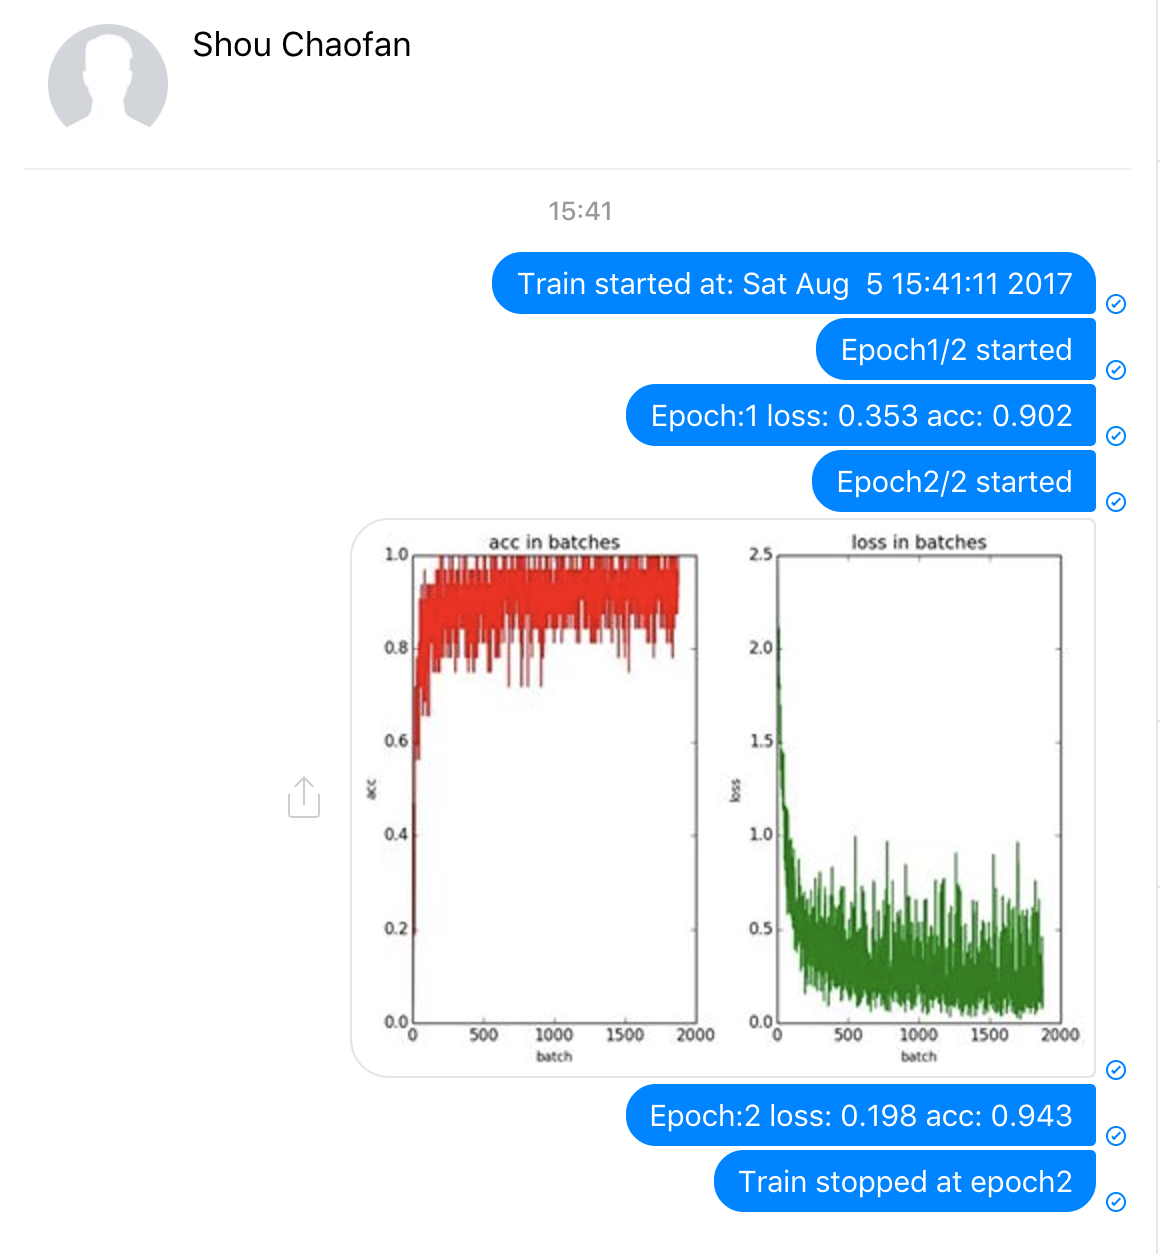 Shou Chaofan
15:41
Train started at: Sat Aug  5 15:41:11 2017
Epoch1/2 started
Epoch:1 loss: 0.353 acc: 0.902
Epoch2/2 started
acc in batches
1.0
0.8
0.6
0.4
0.2
0.0
acc
0 500 1000 1500 2000
batch
loss in batches
2.5
2.0
1.5
1.0
0.5
0.0
loss
0 500 1000 1500 2000
batch
Epoch:2 loss: 0.198 acc: 0.943
Train stopped at epoch2